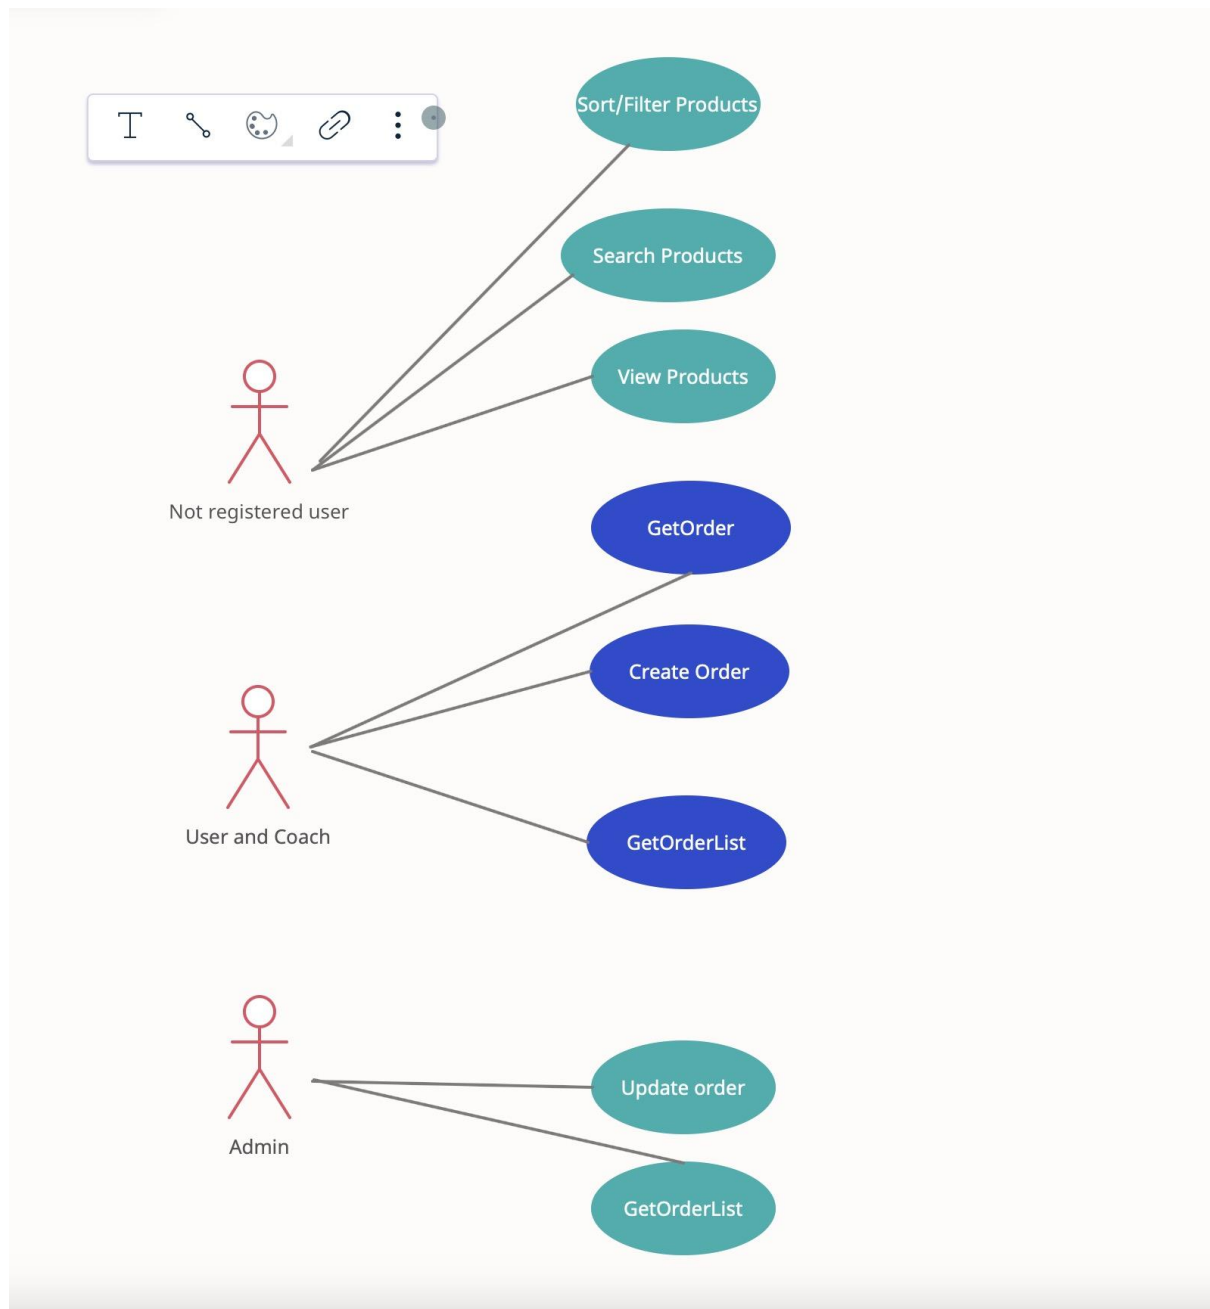 Sort/Filter Products
Search Products
View Products
Not registered user
GetOrder
Create Order
User and Coach
GetOrderList
Update order
Admin
GetOrderList